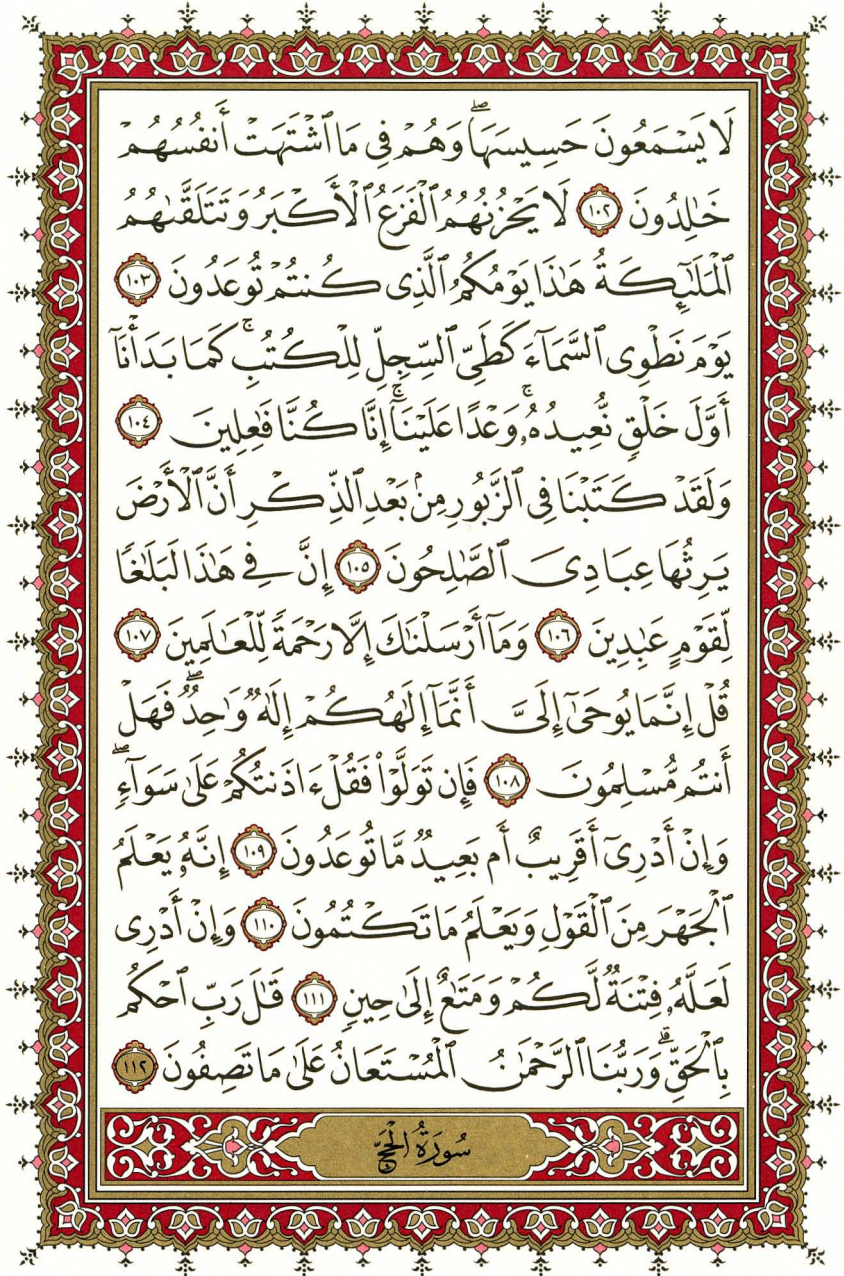 لَا يَسْمَعُونَ حَسِيسَهَا ۖ وَهُمْ فِى مَا ٱشْتَهَتْ أَنفُسُهُمْ
خَـٰلِدُونَ ١٠٢ لَا يَحْزُنُهُمُ ٱلْفَزَعُ ٱلْأَكْبَرُ وَتَتَلَقَّىٰهُمُ
ٱلْمَلَـٰٓئِكَةُ هَـٰذَا يَوْمُكُمُ ٱلَّذِى كُنتُمْ تُوعَدُونَ ١٠٣
يَوْمَ نَطْوِى ٱلسَّمَآءَ كَطَىِّ ٱلسِّجِلِّ لِلْكُتُبِ ۚ كَمَا بَدَأْنَآ
أَوَّلَ خَلْقٍ نُّعِيدُهُۥ ۚ وَعْدًا عَلَيْنَآ ۚ إِنَّا كُنَّا فَـٰعِلِينَ ١٠٤
وَلَقَدْ كَتَبْنَا فِى ٱلزَّبُورِ مِنۢ بَعْدِ ٱلذِّكْرِ أَنَّ ٱلْأَرْضَ
يَرِثُهَا عِبَادِىَ ٱلصَّـٰلِحُونَ ١٠٥ إِنَّ فِى هَـٰذَا لَبَلَـٰغًا
لِّقَوْمٍ عَـٰبِدِينَ ١٠٦ وَمَآ أَرْسَلْنَـٰكَ إِلَّا رَحْمَةً لِّلْعَـٰلَمِينَ ١٠٧
قُلْ إِنَّمَا يُوحَىٰٓ إِلَىَّ أَنَّمَآ إِلَـٰهُكُمْ إِلَـٰهٌ وَٰحِدٌ ۖ فَهَلْ
أَنتُم مُّسْلِمُونَ ١٠٨ فَإِن تَوَلَّوْا۟ فَقُلْ ءَاذَنتُكُمْ عَلَىٰ سَوَآءٍ ۖ
وَإِنْ أَدْرِىٓ أَقَرِيبٌ أَم بَعِيدٌ مَّا تُوعَدُونَ ١٠٩ إِنَّهُۥ يَعْلَمُ
ٱلْجَهْرَ مِنَ ٱلْقَوْلِ وَيَعْلَمُ مَا تَكْتُمُونَ ١١٠ وَإِنْ أَدْرِى
لَعَلَّهُۥ فِتْنَةٌ لَّكُمْ وَمَتَـٰعٌ إِلَىٰ حِينٍ ١١١ قَـٰلَ رَبِّ ٱحْكُم
بِٱلْحَقِّ ۗ وَرَبُّنَا ٱلرَّحْمَـٰنُ ٱلْمُسْتَعَانُ عَلَىٰ مَا تَصِفُونَ ١١٢
سُورَةُ الْحَجِّ